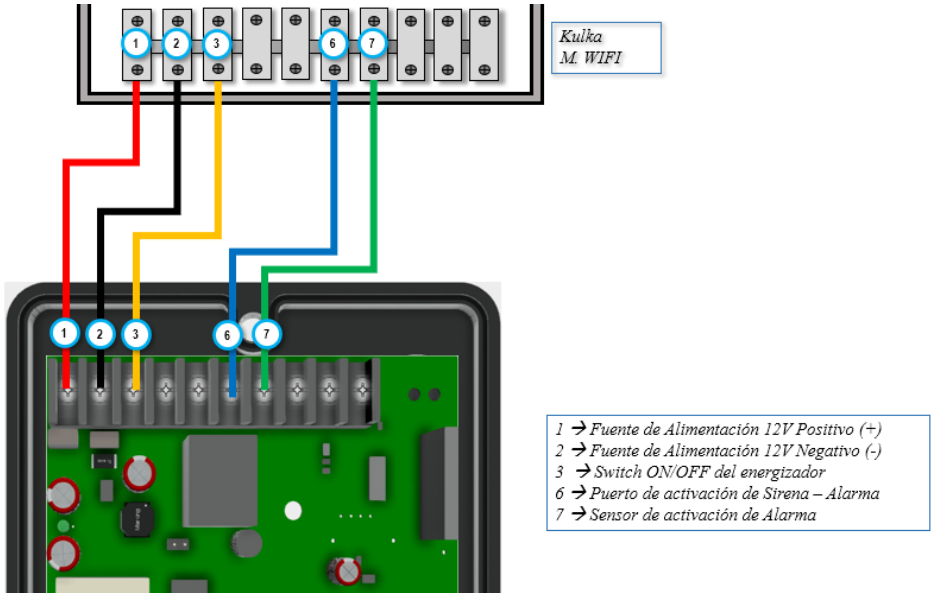 1 2 3 6 7
Kulka
M. WIFI
1 2 3 6 7
1 → Fuente de Alimentación 12V Positivo (+)
2 → Fuente de Alimentación 12V Negativo (-)
3 → Switch ON/OFF del energizador
6 → Puerto de activación de Sirena – Alarma
7 → Sensor de activación de Alarma